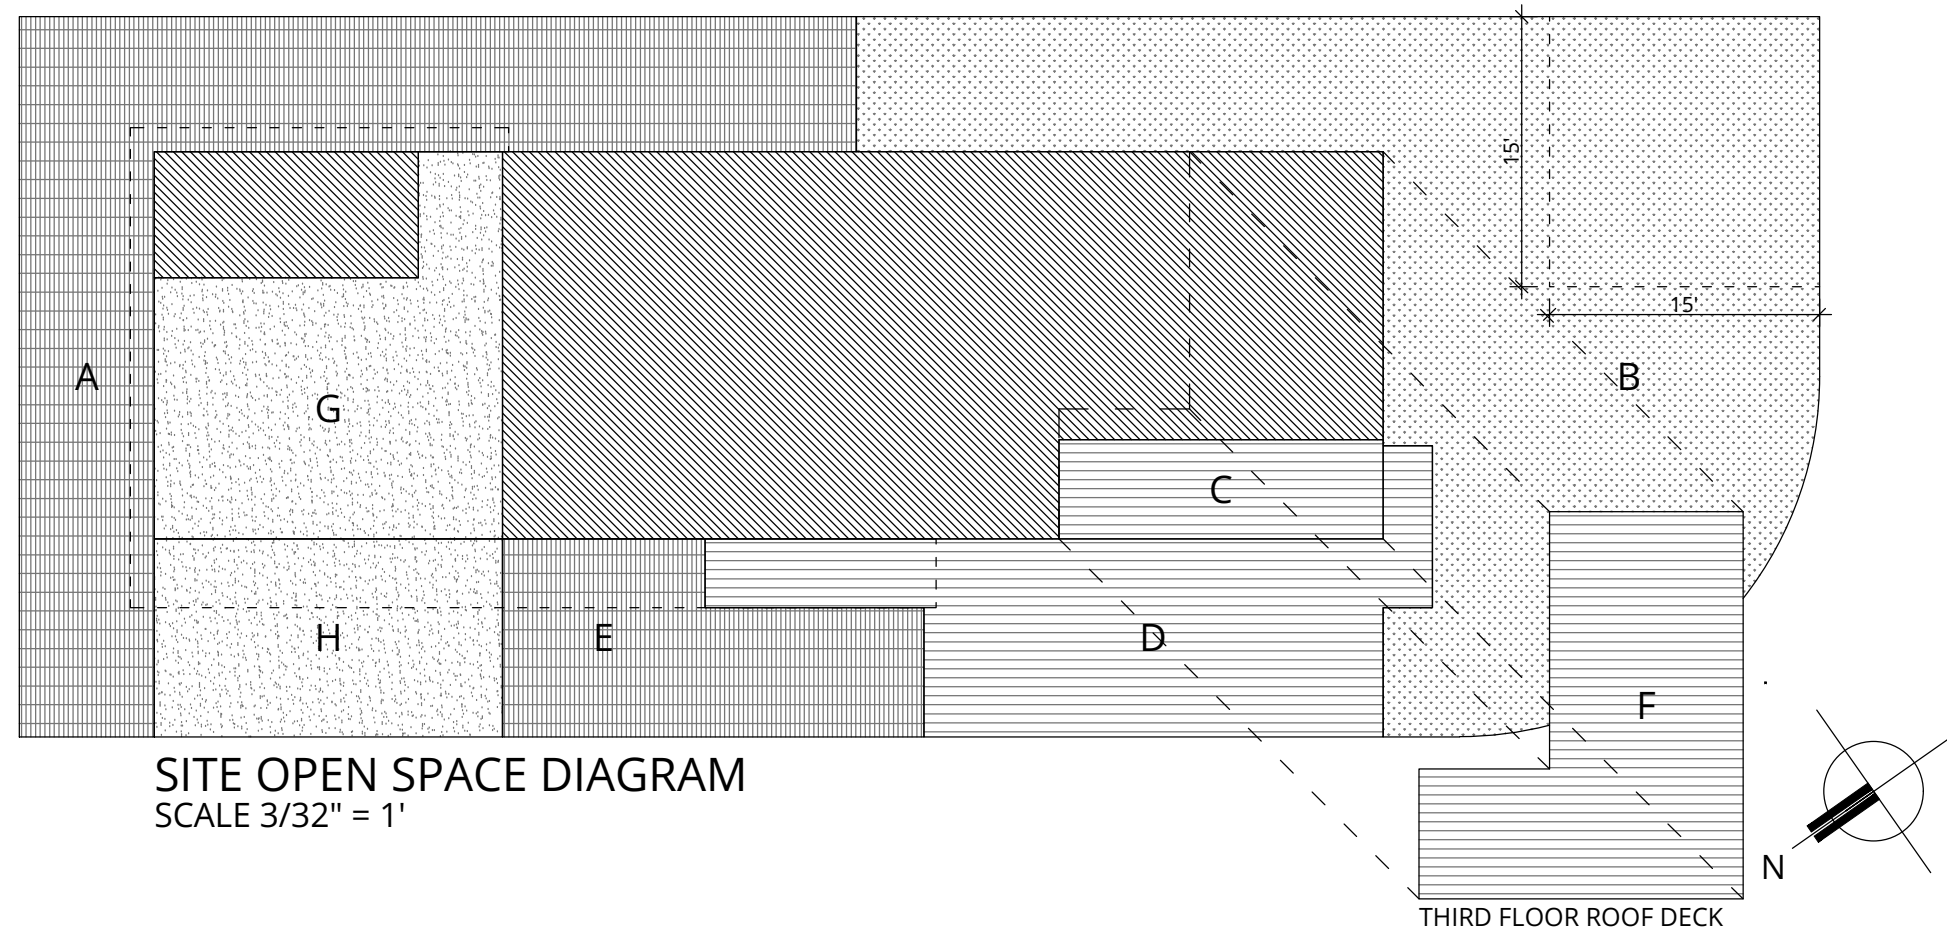 15'
15'
A
B
G
C
H
E
D
F
SITE OPEN SPACE DIAGRAM
SCALE 3/32" = 1'
N
THIRD FLOOR ROOF DECK